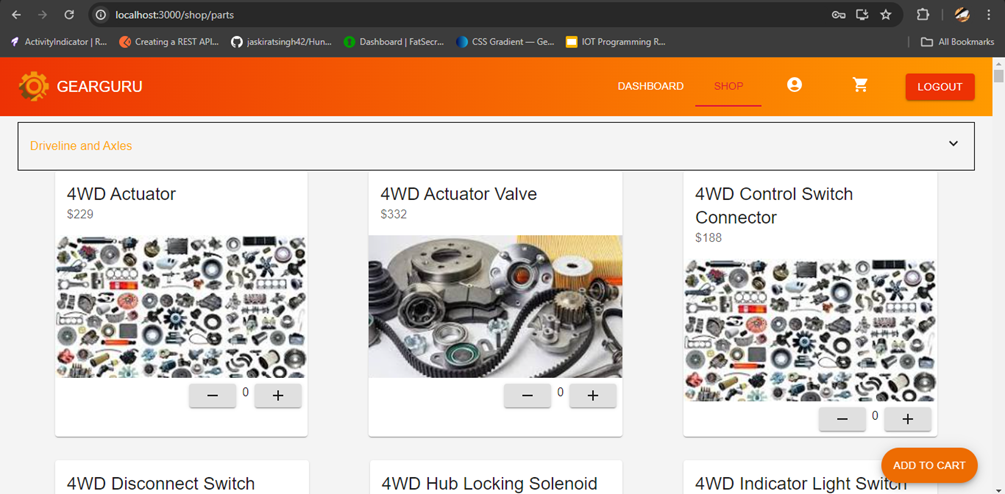 localhost:3000/shop/parts
ActivityIndicator | R...
Creating a REST API...
jaskiratsingh42/Hun...
Dashboard | FatSecr...
CSS Gradient — Ge...
IOT Programming R...
All Bookmarks
GEARGURU
DASHBOARD
SHOP
LOGOUT
Driveline and Axles
4WD Actuator
$229
4WD Actuator Valve
$332
4WD Control Switch
Connector
$188
0
0
0
4WD Disconnect Switch
4WD Hub Locking Solenoid
4WD Indicator Light Switch
ADD TO CART